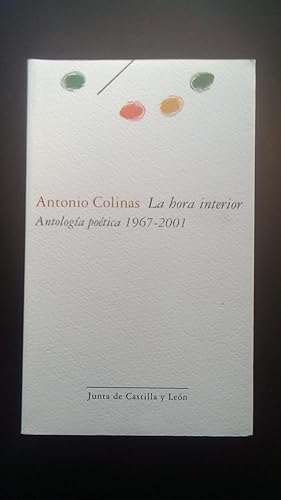 Antonio Colinas La hora interior
Antología poética 1967-2001
Junta de Castilla y León